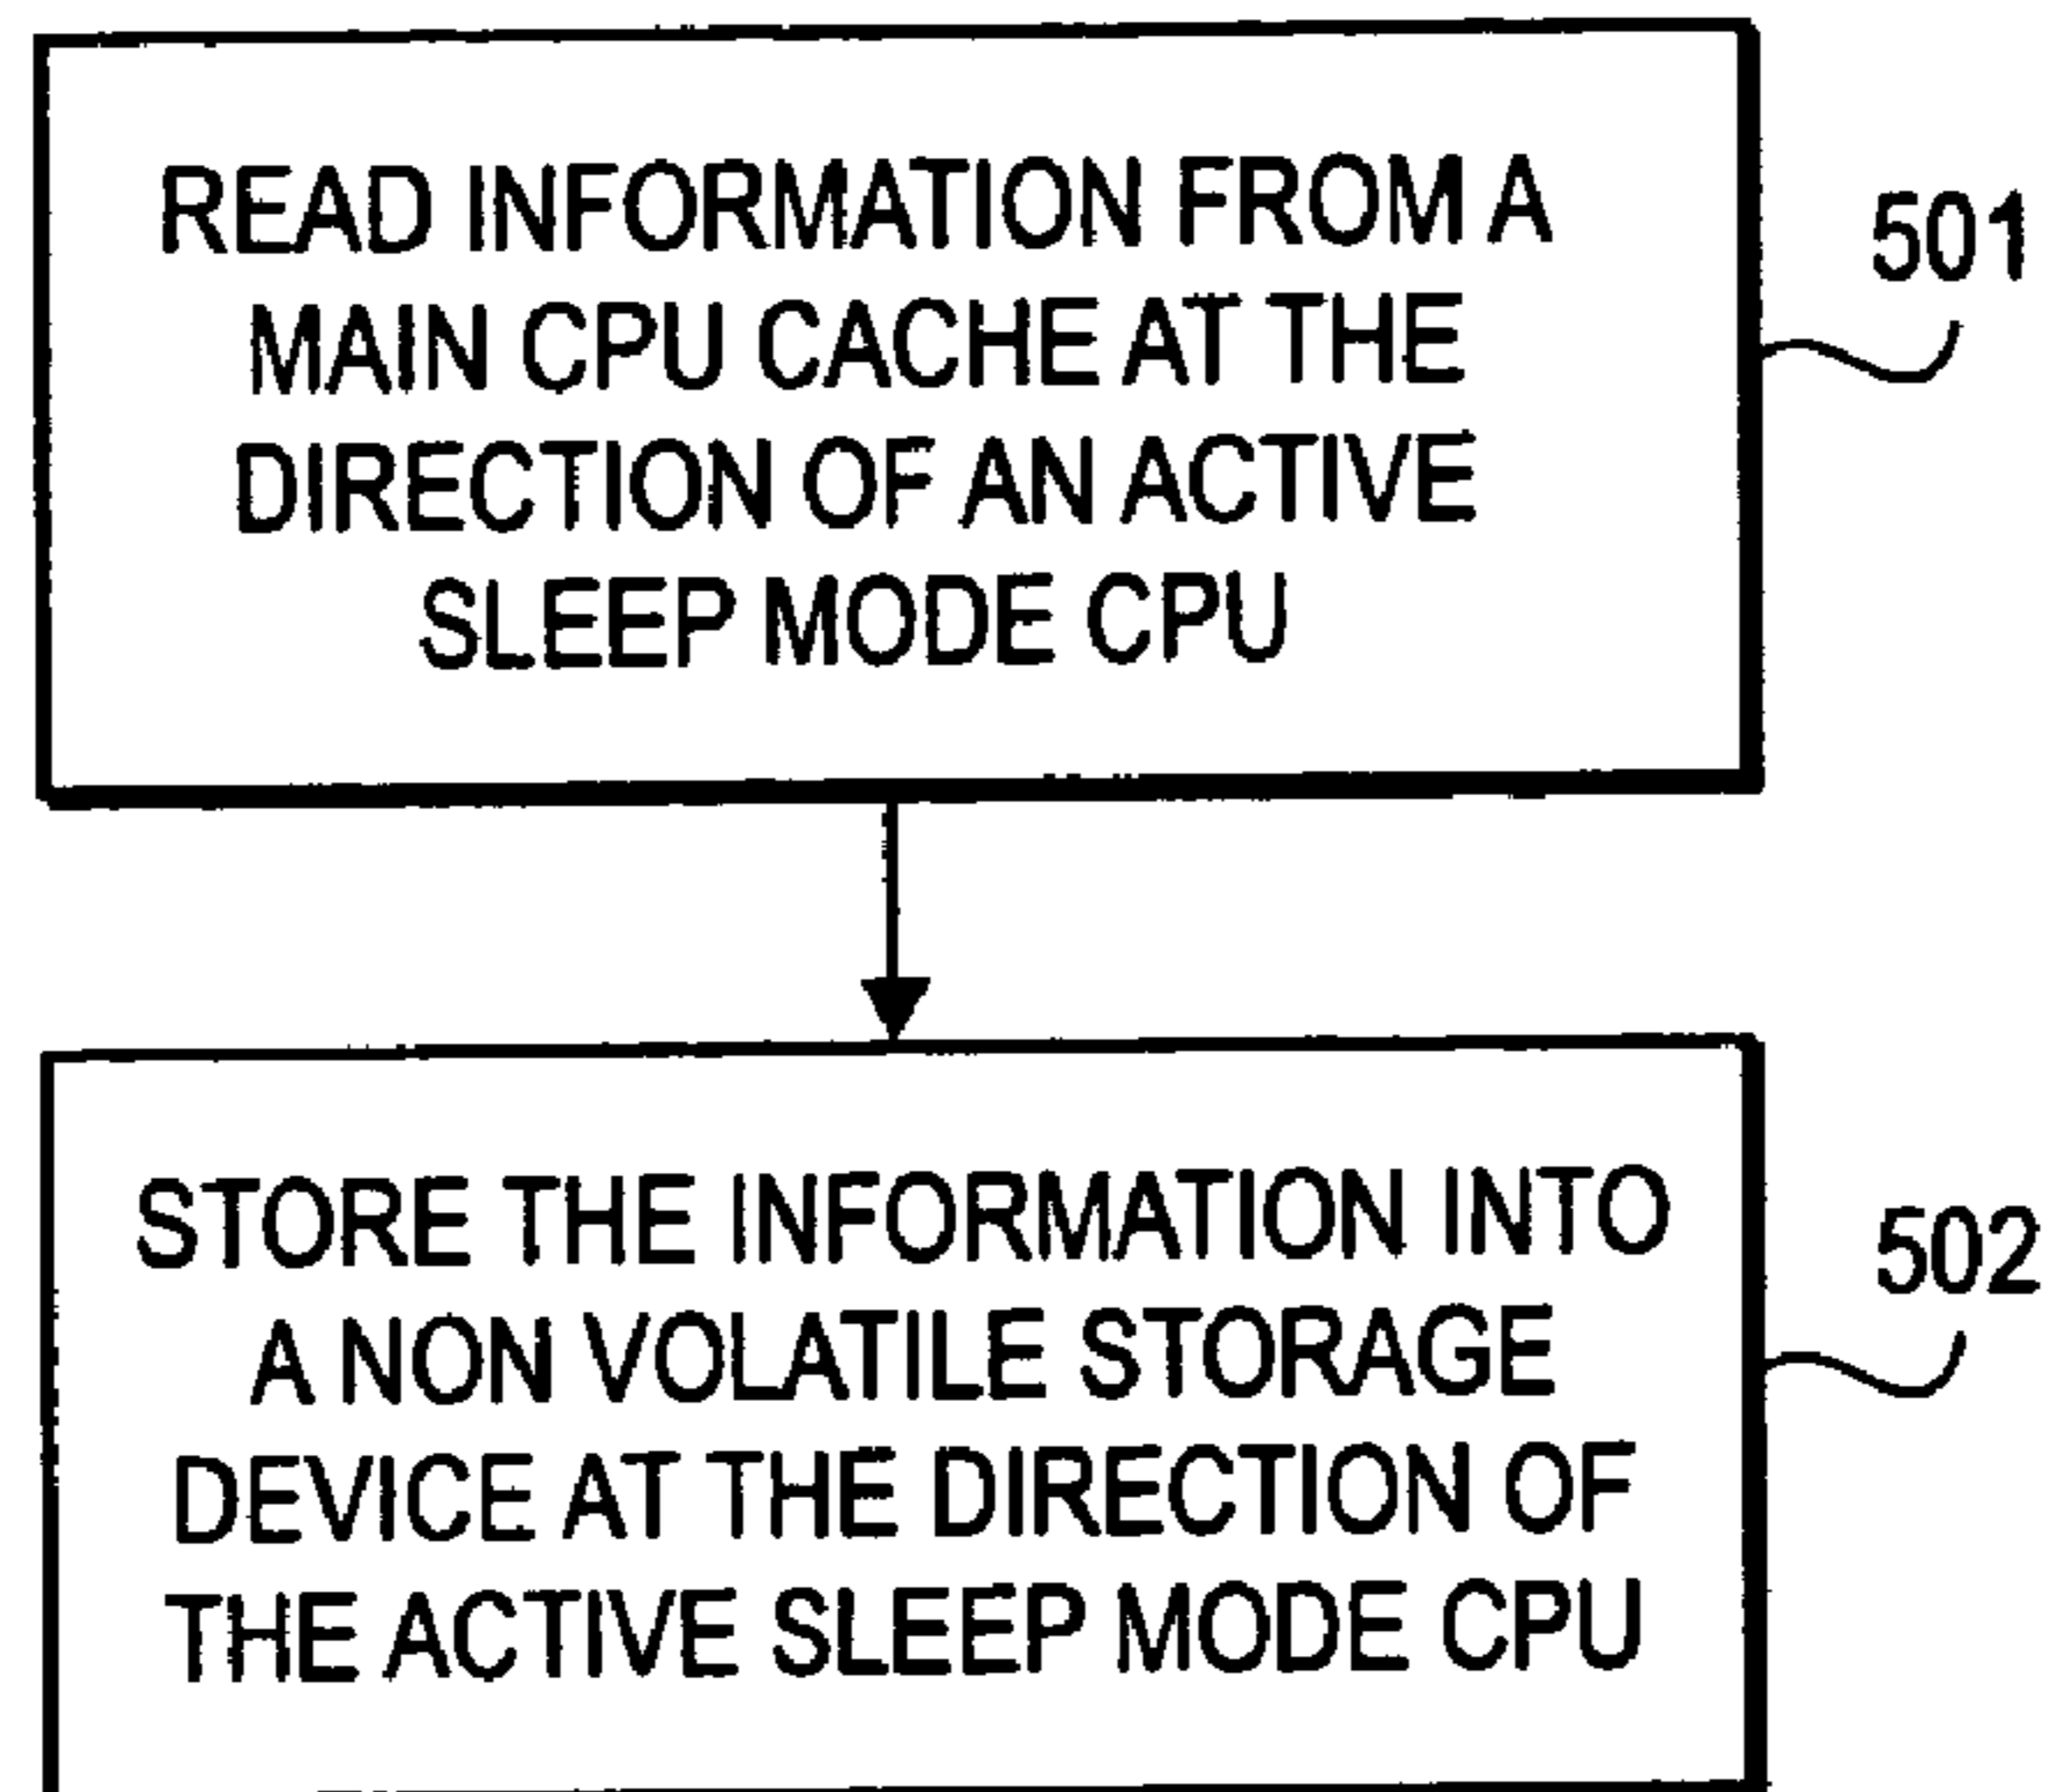 READ INFORMATION FROM A
MAIN CPU CACHE AT THE
DIRECTION OF AN ACTIVE
SLEEP MODE CPU
501
STORE THE INFORMATION INTO
A NON VOLATILE STORAGE
DEVICE AT THE DIRECTION OF
THE ACTIVE SLEEP MODE CPU
502